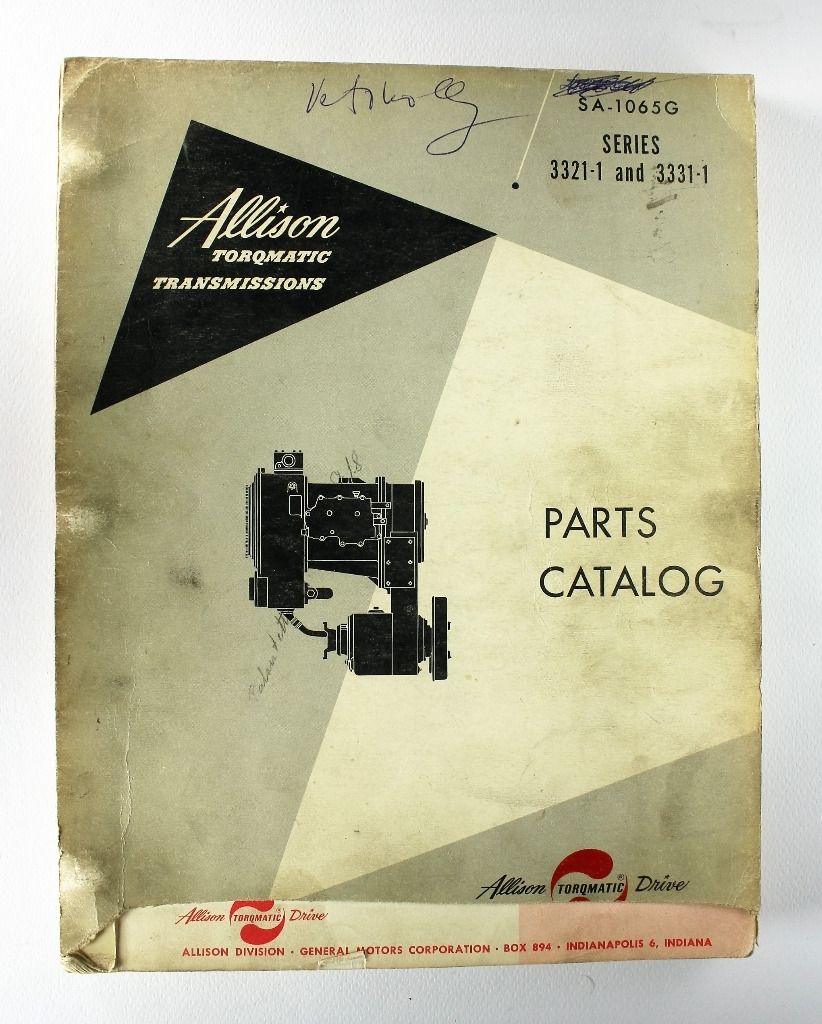 SA-1065G
SERIES
3321-1 and 3331-1
Allison
TORQMATIC
TRANSMISSIONS
PARTS
CATALOG
Allison TORQMATIC ® Drive
Allison TORQMATIC ® Drive
ALLISON DIVISION · GENERAL MOTORS CORPORATION · BOX 894 · INDIANAPOLIS 6, INDIANA